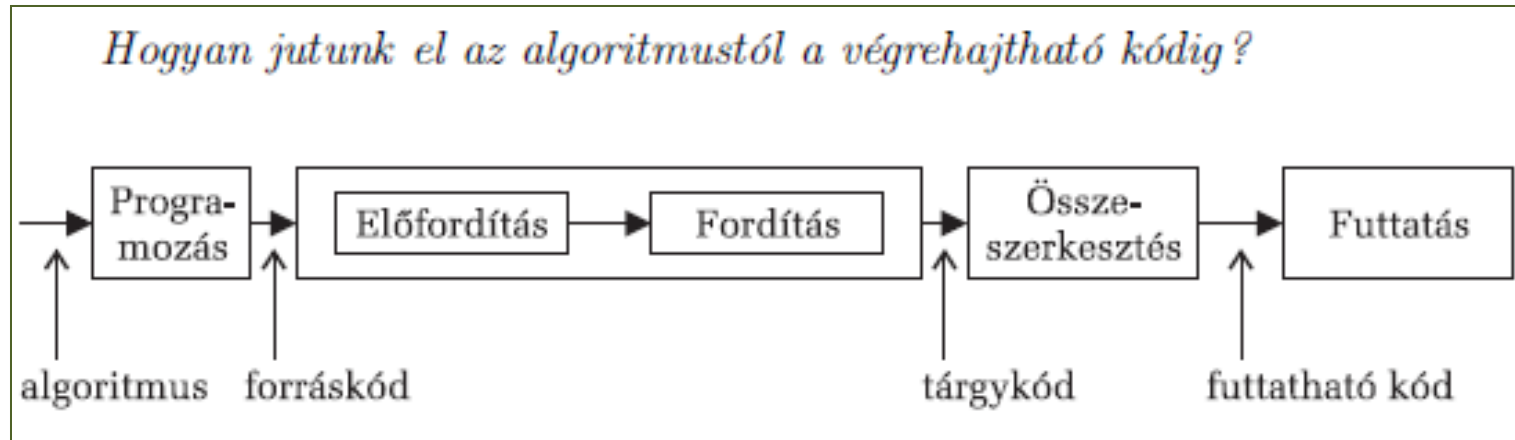 Hogyan jutunk el az algoritmustól a végrehajtható kódig?
Progra-
mozás
Előfordítás
Fordítás
Össze-
szerkesztés
Futtatás
algoritmus
forráskód
tárgykód
futtatható kód